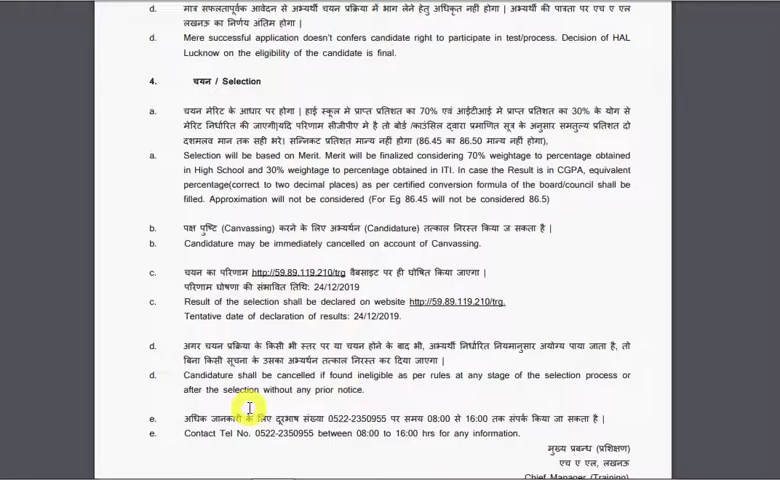 d. मात्र सफलतापूर्वक आवेदन से अभ्यर्थी चयन प्रक्रिया में भाग लेने हेतु अधिकृत नहीं होगा | अभ्यर्थी की पात्रता पर एच ए एल
लखनऊ का निर्णय अंतिम होगा |
d. Mere successful application doesn't confers candidate right to participate in test/process. Decision of HAL
Lucknow on the eligibility of the candidate is final.
4. चयन / Selection
a. चयन मेरिट के आधार पर होगा | हाई स्कूल मे प्राप्त प्रतिशत का 70% एवं आईटीआई मे प्राप्त प्रतिशत का 30% के योग से
मेरिट निर्धारित की जाएगी|यदि परिणाम सीजीपीए मे है तो बोर्ड /काउंसिल द्वारा प्रमाणित सूत्र के अनुसार समतुल्य प्रतिशत दो
दशमलव मान तक सही भरे। सन्निकट प्रतिशत मान्य नहीं होगा (86.45 का 86.50 मान्य नहीं होगा),
a. Selection will be based on Merit. Merit will be finalized considering 70% weightage to percentage obtained
in High School and 30% weightage to percentage obtained in ITI. In case the Result is in CGPA, equivalent
percentage(correct to two decimal places) as per certified conversion formula of the board/council shall be
filled. Approximation will not be considered (For Eg 86.45 will not be considered 86.5)
b. पक्ष पुष्टि (Canvassing) करने के लिए अभ्यर्थन (Candidature) तत्काल निरस्त किया ज सकता है |
b. Candidature may be immediately cancelled on account of Canvassing.
c. चयन का परिणाम http://59.89.119.210/trg वैबसाइट पर ही घोषित किया जाएगा |
परिणाम घोषणा की संभावित तिथि: 24/12/2019
c. Result of the selection shall be declared on website http://59.89.119.210/trg.
Tentative date of declaration of results: 24/12/2019.
d. अगर चयन प्रक्रिया के किसी भी स्तर पर या चयन होने के बाद भी, अभ्यर्थी निर्धारित नियमानुसार अयोग्य पाया जाता है, तो
बिना किसी सूचना के उसका अभ्यर्थन तत्काल निरस्त कर दिया जाएगा |
d. Candidature shall be cancelled if found ineligible as per rules at any stage of the selection process or
after the selection without any prior notice.
e. अधिक जानकारी के लिए दूरभाष संख्या 0522-2350955 पर समय 08:00 से 16:00 तक संपर्क किया जा सकता है |
e. Contact Tel No. 0522-2350955 between 08:00 to 16:00 hrs for any information.
मुख्य प्रबन्ध (प्रशिक्षण)
एच ए एल, लखनऊ
Chief Manager (Training)